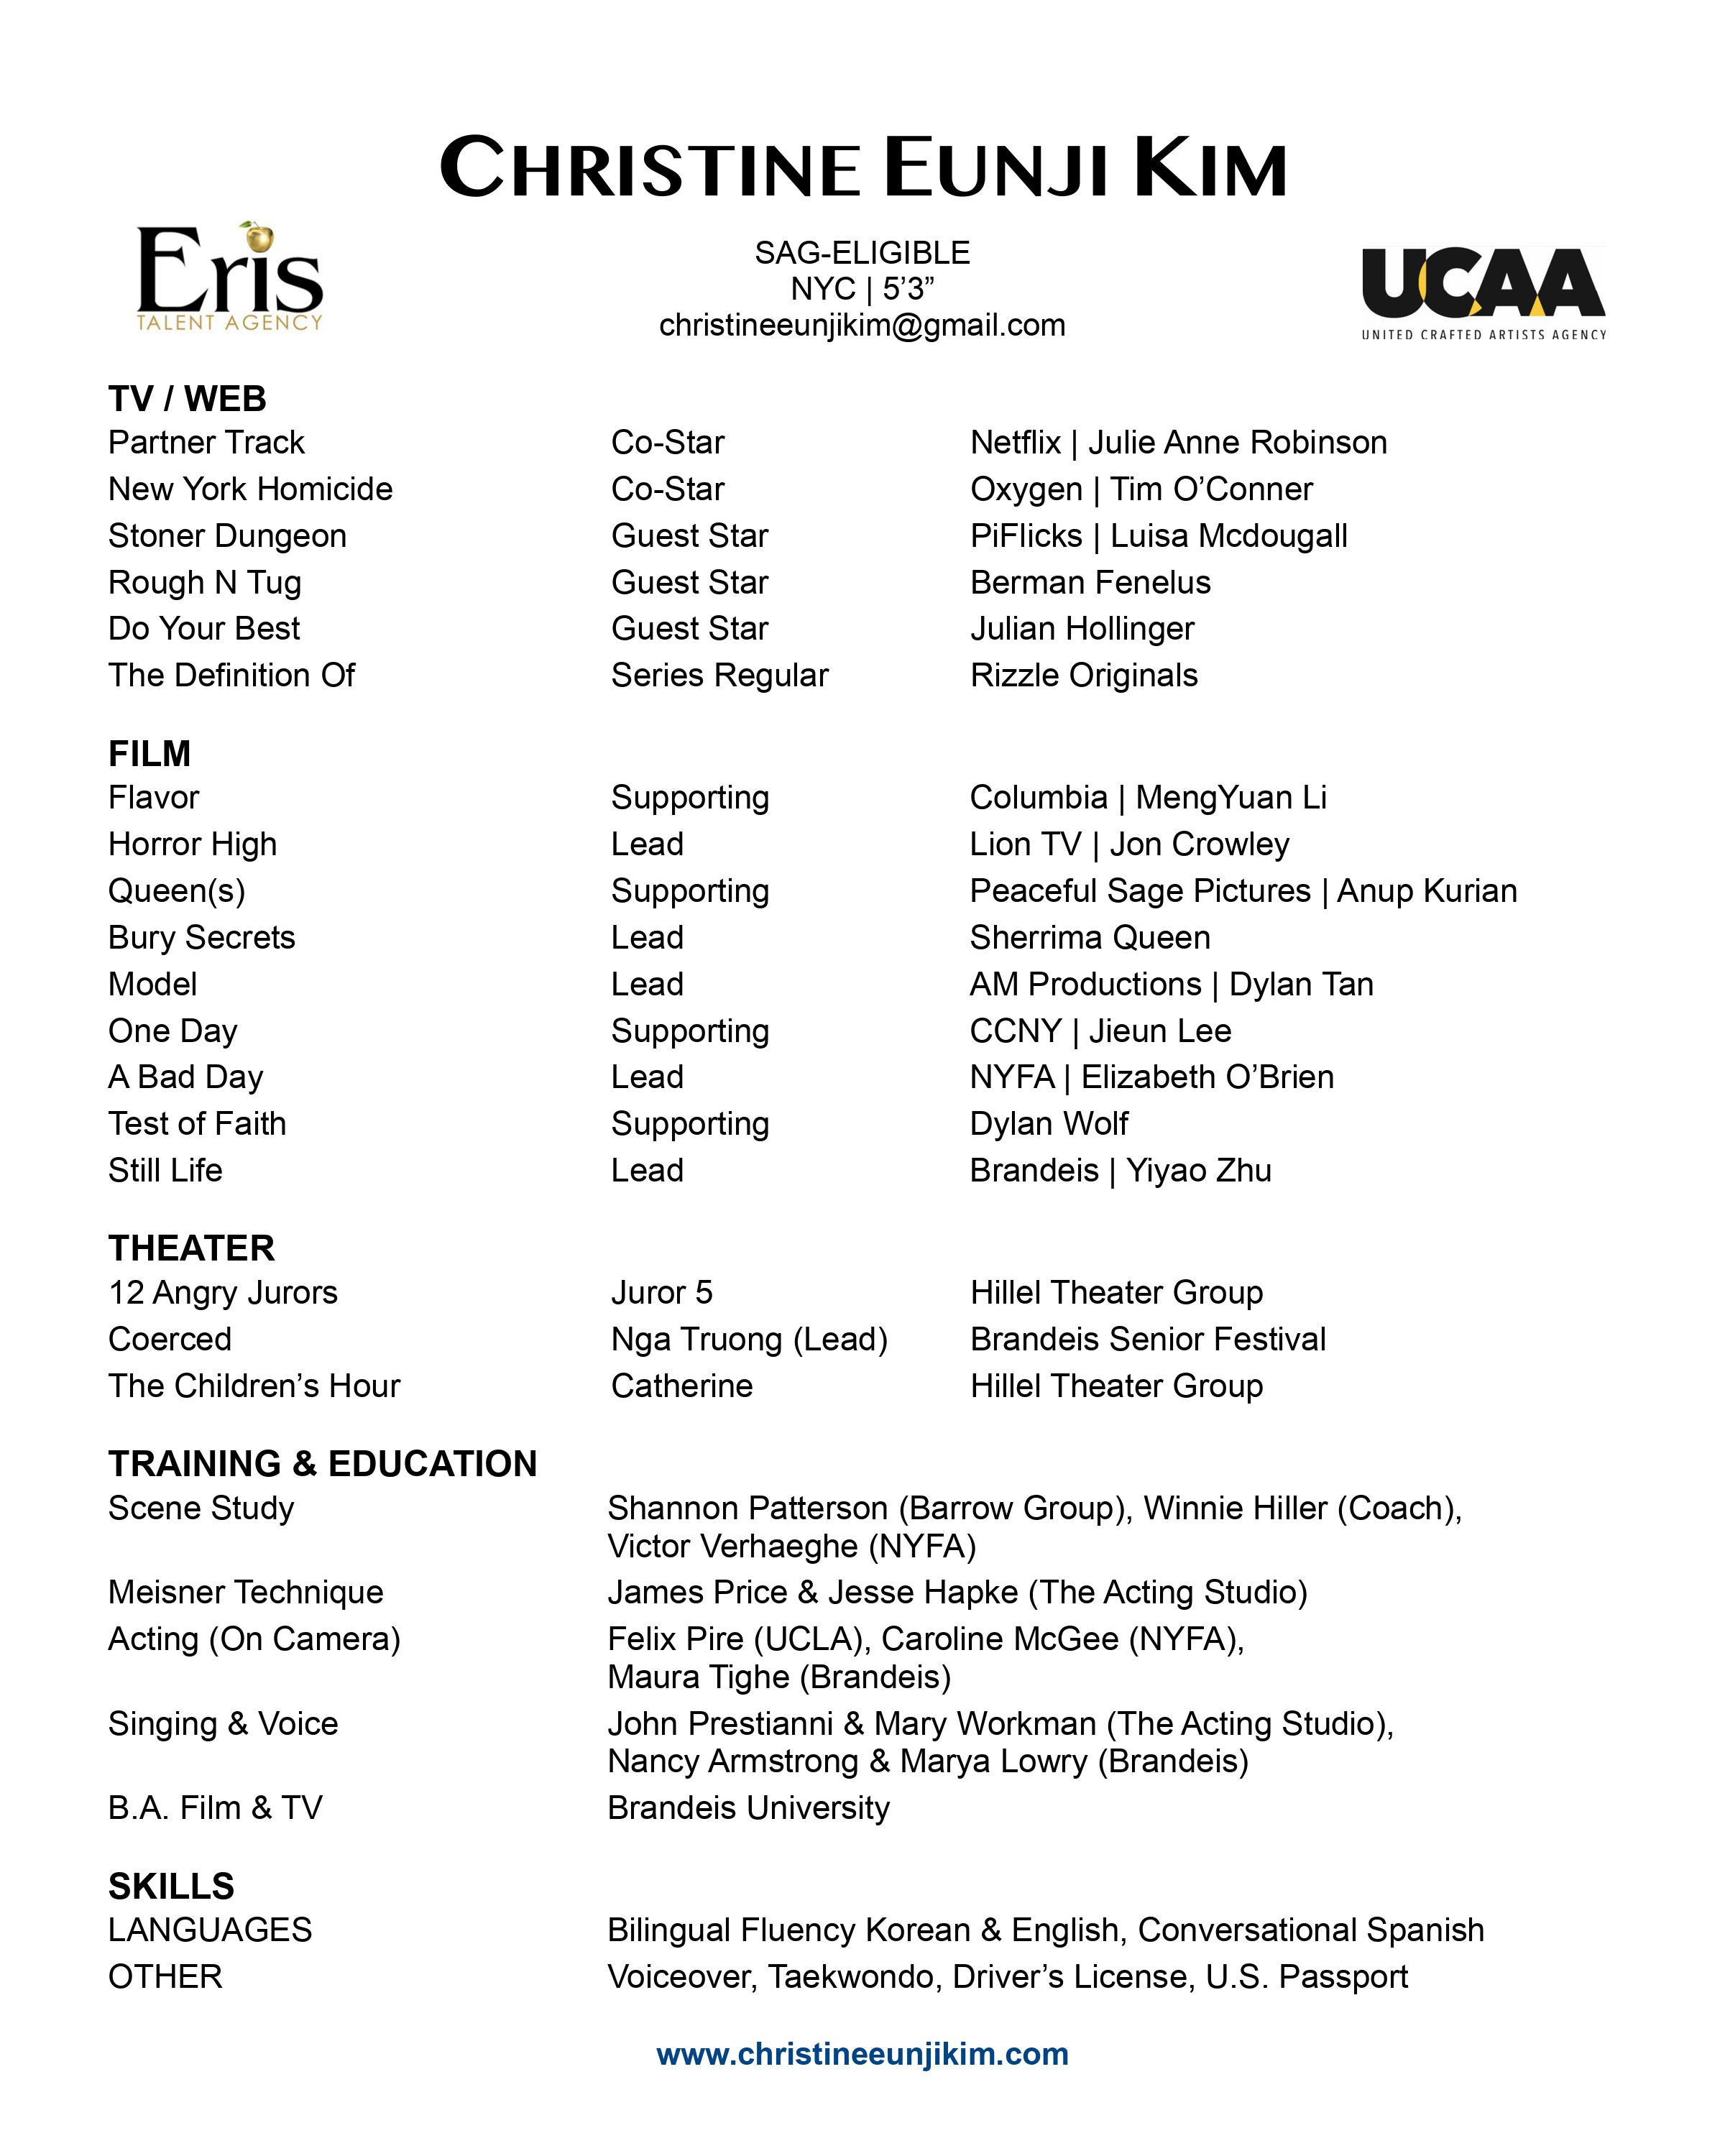 CHRISTINE EUNJI KIM
Eris
TALENT AGENCY
SAG-ELIGIBLE
NYC | 5’3”
christineeunjikim@gmail.com
UCAA
UNITED CRAFTED ARTISTS AGENCY
TV / WEB
Partner Track Co-Star Netflix | Julie Anne Robinson
New York Homicide Co-Star Oxygen | Tim O’Conner
Stoner Dungeon Guest Star PiFlicks | Luisa Mcdougall
Rough N Tug Guest Star Berman Fenelus
Do Your Best Guest Star Julian Hollinger
The Definition Of Series Regular Rizzle Originals
FILM
Flavor Supporting Columbia | MengYuan Li
Horror High Lead Lion TV | Jon Crowley
Queen(s) Supporting Peaceful Sage Pictures | Anup Kurian
Bury Secrets Lead Sherrima Queen
Model Lead AM Productions | Dylan Tan
One Day Supporting CCNY | Jieun Lee
A Bad Day Lead NYFA | Elizabeth O’Brien
Test of Faith Supporting Dylan Wolf
Still Life Lead Brandeis | Yiyao Zhu
THEATER
12 Angry Jurors Juror 5 Hillel Theater Group
Coerced Nga Truong (Lead) Brandeis Senior Festival
The Children’s Hour Catherine Hillel Theater Group
TRAINING & EDUCATION
Scene Study Shannon Patterson (Barrow Group), Winnie Hiller (Coach),
Victor Verhaeghe (NYFA)
Meisner Technique James Price & Jesse Hapke (The Acting Studio)
Acting (On Camera) Felix Pire (UCLA), Caroline McGee (NYFA),
Maura Tighe (Brandeis)
Singing & Voice John Prestianni & Mary Workman (The Acting Studio),
Nancy Armstrong & Marya Lowry (Brandeis)
B.A. Film & TV Brandeis University
SKILLS
LANGUAGES Bilingual Fluency Korean & English, Conversational Spanish
OTHER Voiceover, Taekwondo, Driver’s License, U.S. Passport
www.christineeunjikim.com